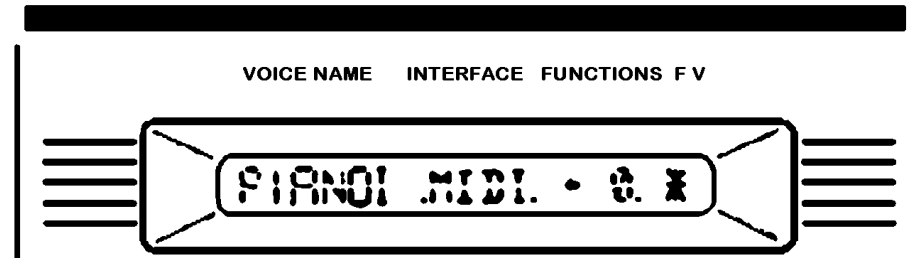 VOICE NAME INTERFACE FUNCTIONS F V
PIANO1 .MIDI. • 0. *